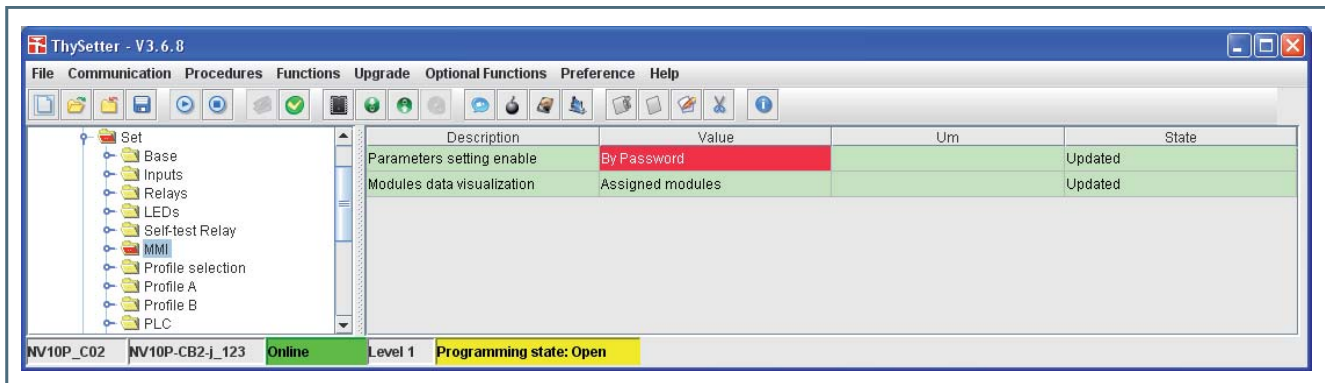 ThySetter - V3.6.8
File Communication Procedures Functions Upgrade Optional Functions Preference Help
Set
Base
Inputs
Relays
LEDs
Self-test Relay
MMI
Profile selection
Profile A
Profile B
PLC
Description Value Um State
Parameters setting enable By Password Updated
Modules data visualization Assigned modules Updated
NV10P_C02 NV10P-CB2-j_123 Online Level 1 Programming state: Open